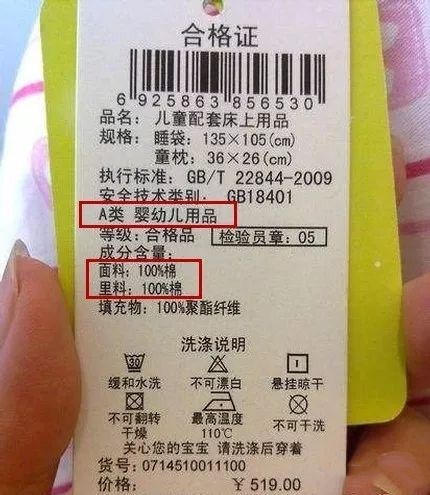 合格证
6 925863 856530
品名：儿童配套床上用品
规格：睡袋：135×105(cm)
童枕：36×26(cm)
执行标准：GB/T 22844-2009
安全技术类别： GB18401
A类 婴幼儿用品
等级：合格品 检验员章：05
成分含量：
面料：100%棉
里料：100%棉
填充物：100%聚酯纤维
洗涤说明
缓和水洗 不可漂白 悬挂晾干
不可翻转干燥 最高温度110℃ 不可干洗
关心您的宝宝 请洗涤后穿着
货号：0714510011100
价格： ￥519.00